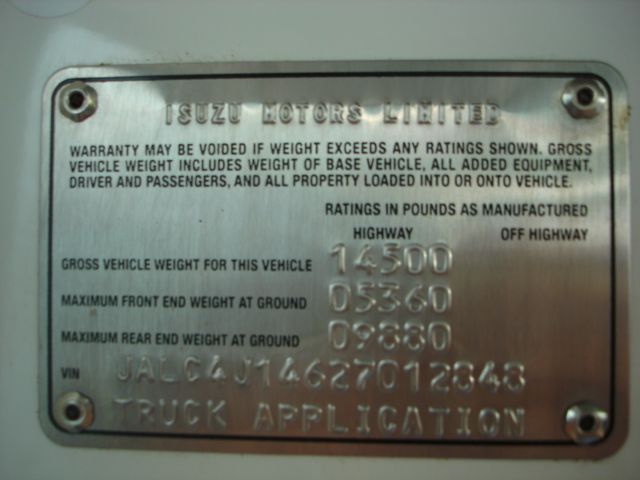 ISUZU MOTORS LIMITED
WARRANTY MAY BE VOIDED IF WEIGHT EXCEEDS ANY RATINGS SHOWN. GROSS
VEHICLE WEIGHT INCLUDES WEIGHT OF BASE VEHICLE, ALL ADDED EQUIPMENT,
DRIVER AND PASSENGERS, AND ALL PROPERTY LOADED INTO OR ONTO VEHICLE.
RATINGS IN POUNDS AS MANUFACTURED
HIGHWAY OFF HIGHWAY
GROSS VEHICLE WEIGHT FOR THIS VEHICLE 14500
MAXIMUM FRONT END WEIGHT AT GROUND 05360
MAXIMUM REAR END WEIGHT AT GROUND 09880
VIN JALC4J14627012848
TRUCK APPLICATION